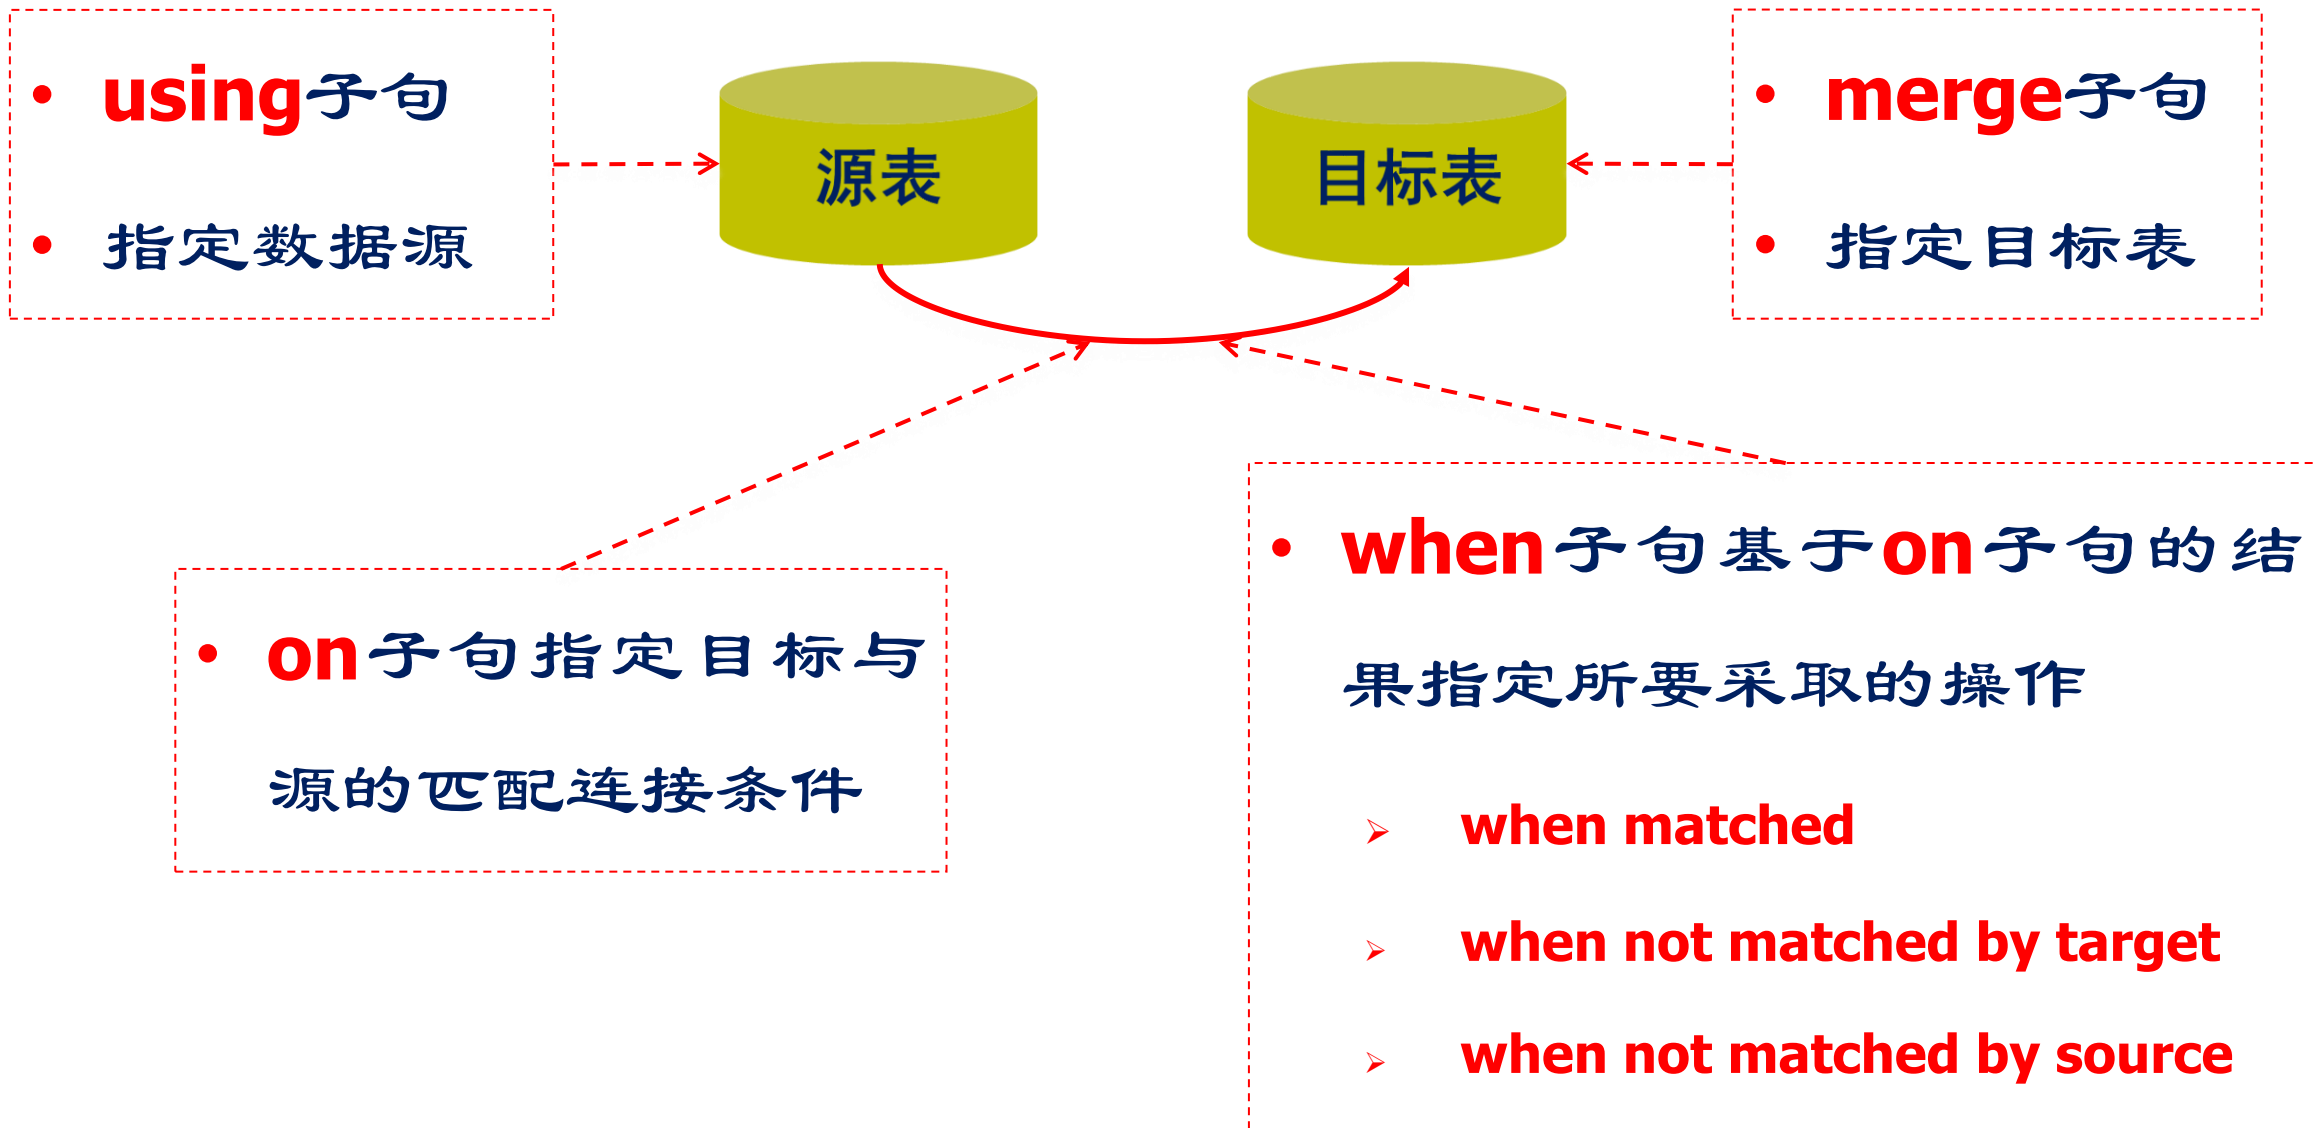 using子句
指定数据源
源表
目标表
merge子句
指定目标表
on子句指定目标与
源的匹配连接条件
when子句基于on子句的结
果指定所要采取的操作
when matched
when not matched by target
when not matched by source